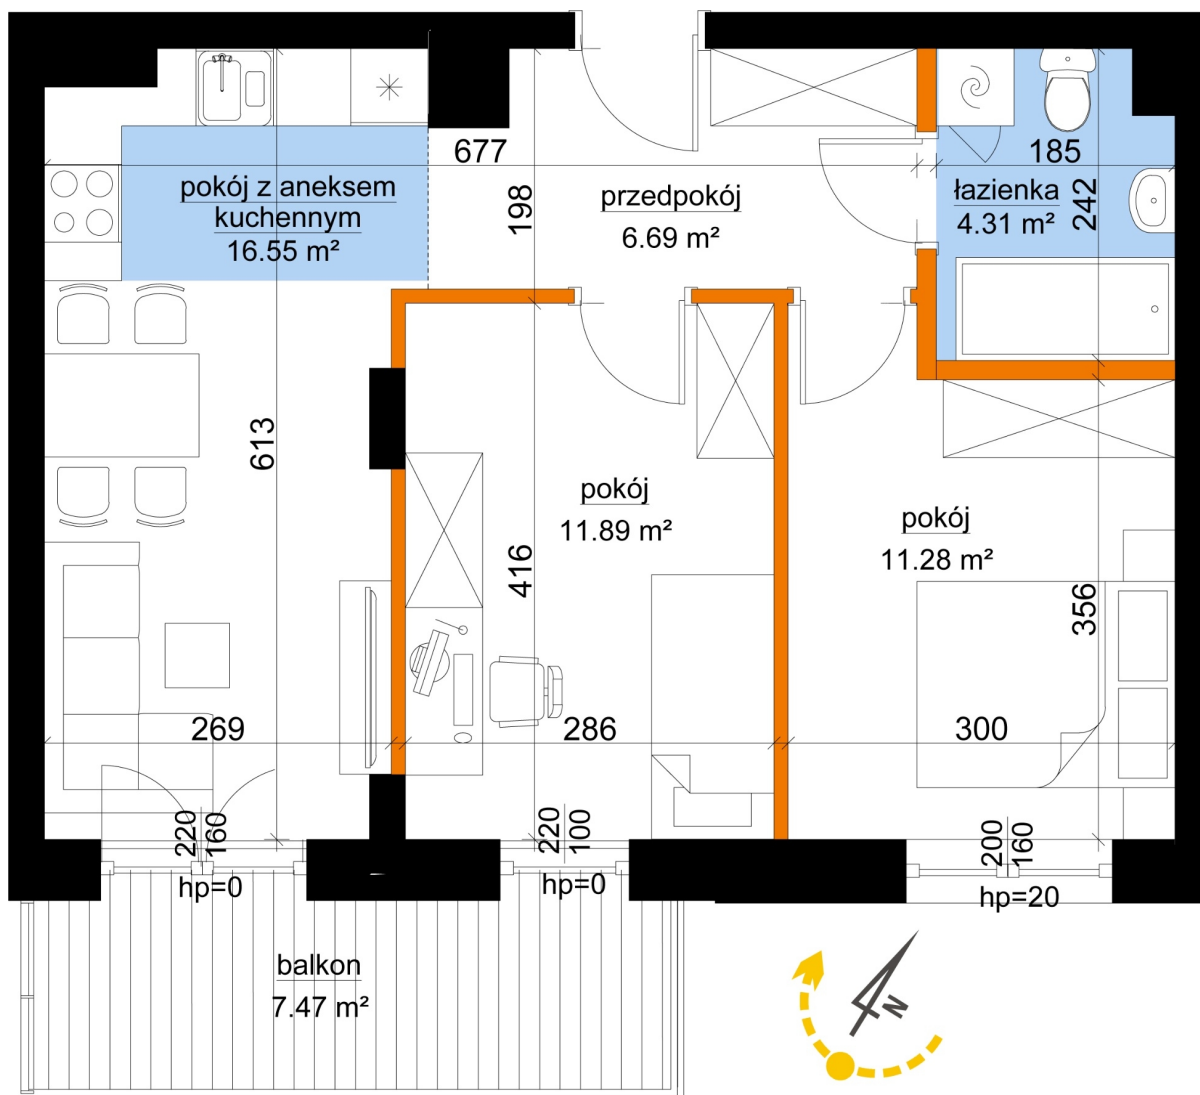 677
185
pokój z aneksem
kuchennym
16.55 m²
198
przedpokój
6.69 m²
łazienka
4.31 m²
242
613
pokój
11.89 m²
416
pokój
11.28 m²
356
269
286
300
220
160
hp=0
220
100
hp=0
200
160
hp=20
balkon
7.47 m²
N